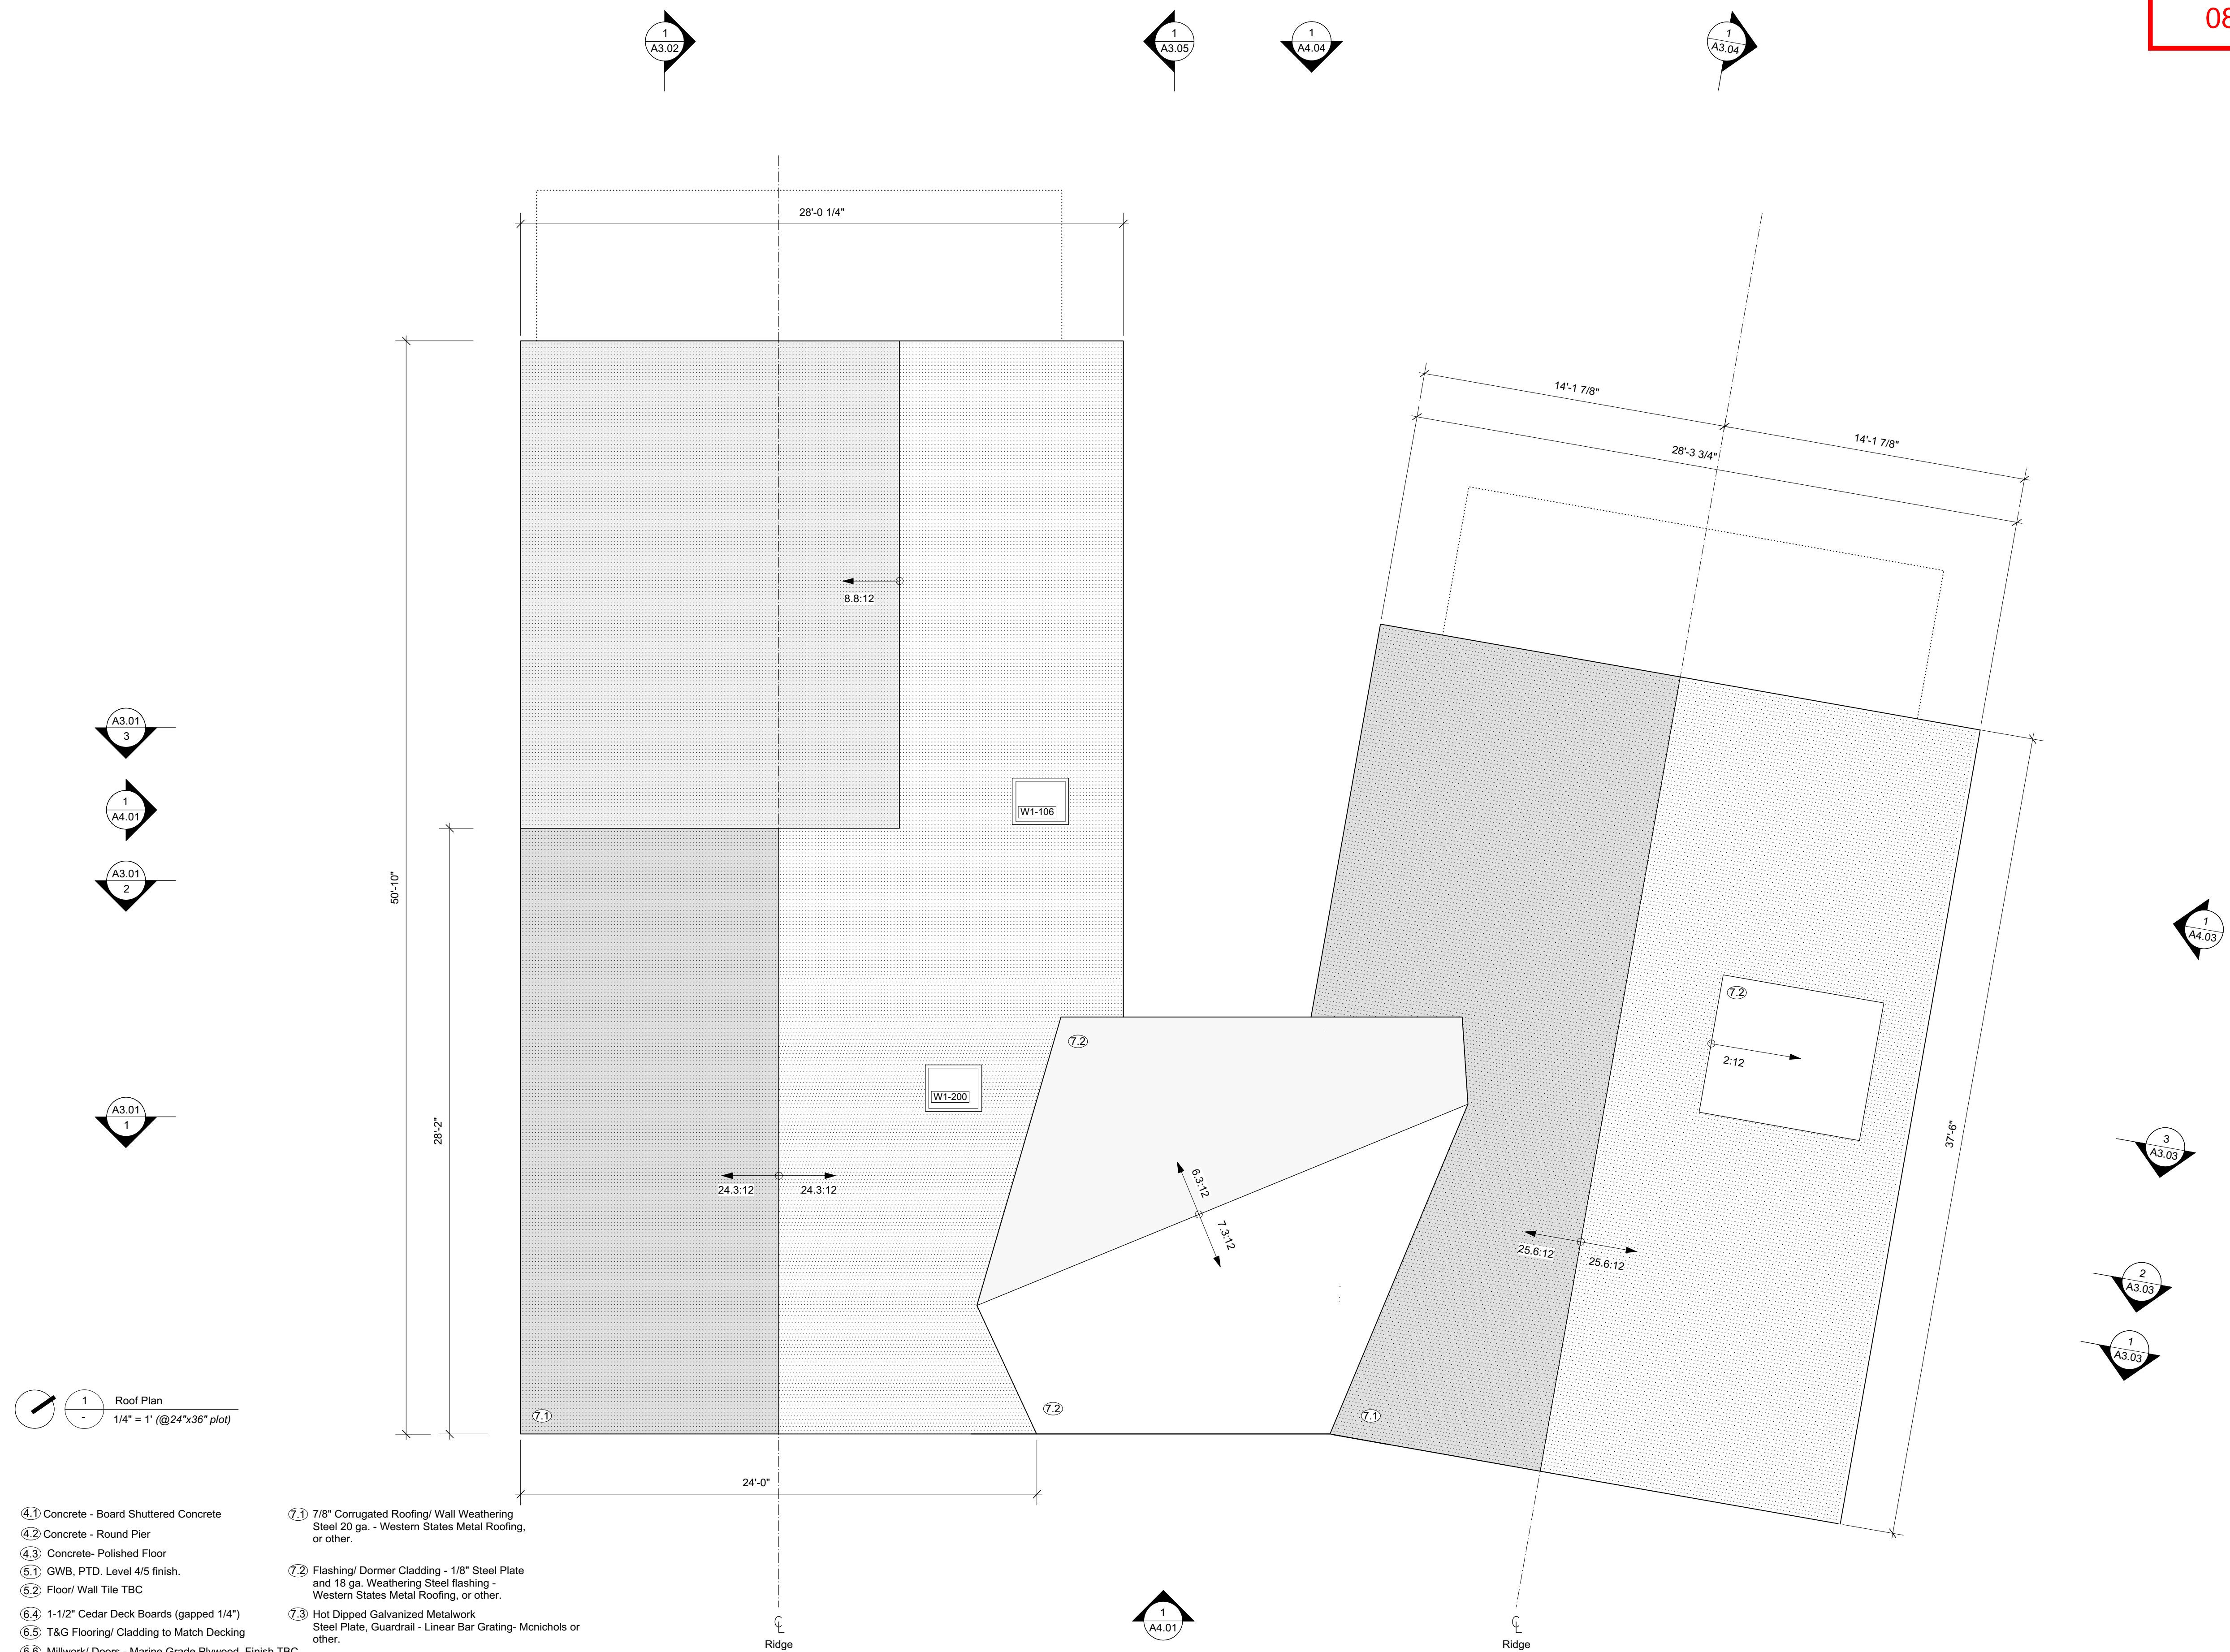 08
1
A3.02
1
A3.05
1
A4.04
1
A3.04
28'-0 1/4"
14'-1 7/8"
14'-1 7/8"
28'-3 3/4"
8.8:12
A3.01
3
W1-106
1
A4.01
A3.01
2
50'-10"
1
A4.03
7.2
2:12
7.2
W1-200
A3.01
1
28'-2"
37'-6"
3
A3.03
24.3:12
24.3:12
6.3:12
7.3:12
25.6:12
25.6:12
2
A3.03
1
A3.03
1
-
Roof Plan
1/4" = 1' (@24"x36" plot)
7.1
7.2
7.1
24'-0"
4.1 Concrete - Board Shuttered Concrete
4.2 Concrete - Round Pier
4.3 Concrete- Polished Floor
5.1 GWB, PTD. Level 4/5 finish.
5.2 Floor/ Wall Tile TBC
6.4 1-1/2" Cedar Deck Boards (gapped 1/4")
6.5 T&G Flooring/ Cladding to Match Decking
6.6 Millwork/ Doors - Marine Grade Plywood, Finish TBC
7.1 7/8" Corrugated Roofing/ Wall Weathering
Steel 20 ga. - Western States Metal Roofing,
or other.
7.2 Flashing/ Dormer Cladding - 1/8" Steel Plate
and 18 ga. Weathering Steel flashing -
Western States Metal Roofing, or other.
7.3 Hot Dipped Galvanized Metalwork
Steel Plate, Guardrail - Linear Bar Grating- Mcnichols or
other.
℄
Ridge
1
A4.01
℄
Ridge